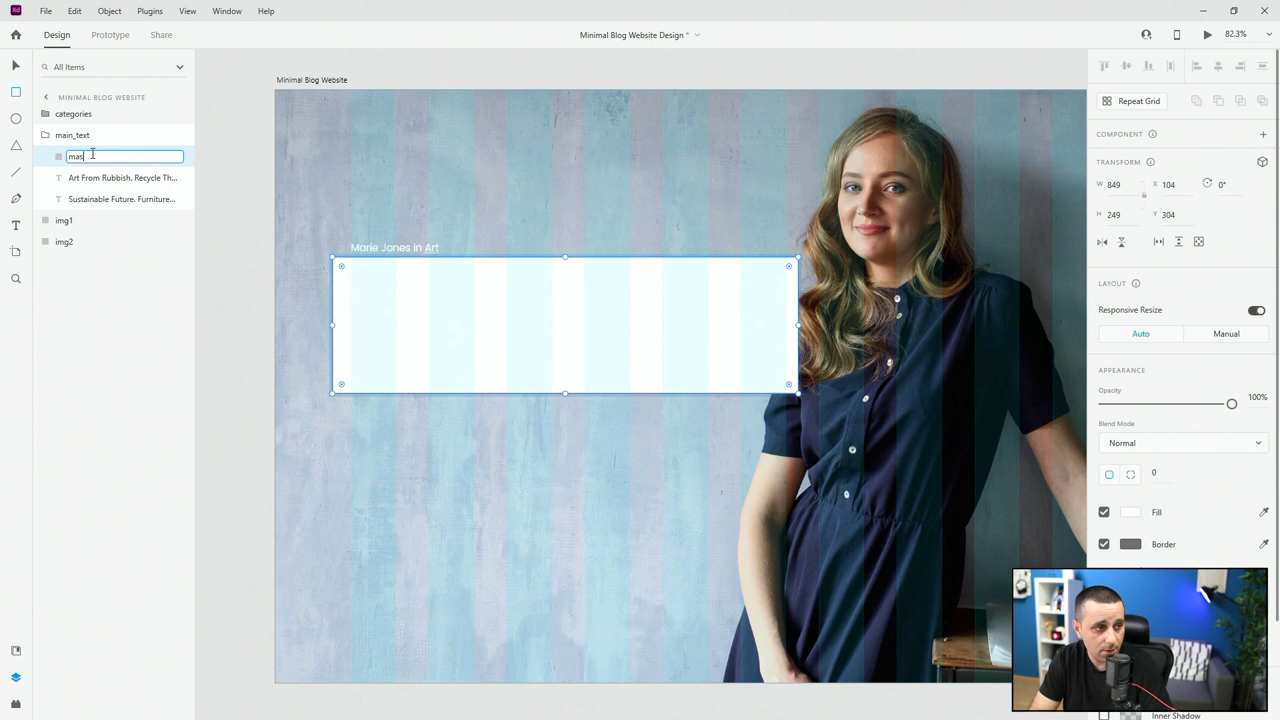 Xd File Edit Object Plugins View Window Help
Design Prototype Share Minimal Blog Website Design * 82.3%
All Items
MINIMAL BLOG WEBSITE
categories
main_text
mas
Art From Rubbish. Recycle Th...
Sustainable Future. Furniture...
img1
img2
Minimal Blog Website
Marie Jones in Art
Repeat Grid
COMPONENT
TRANSFORM
W 849 X 104 0°
H 249 Y 304
LAYOUT
Responsive Resize
Auto Manual
APPEARANCE
Opacity
100%
Blend Mode
Normal
0
Fill
Border
Inner Shadow